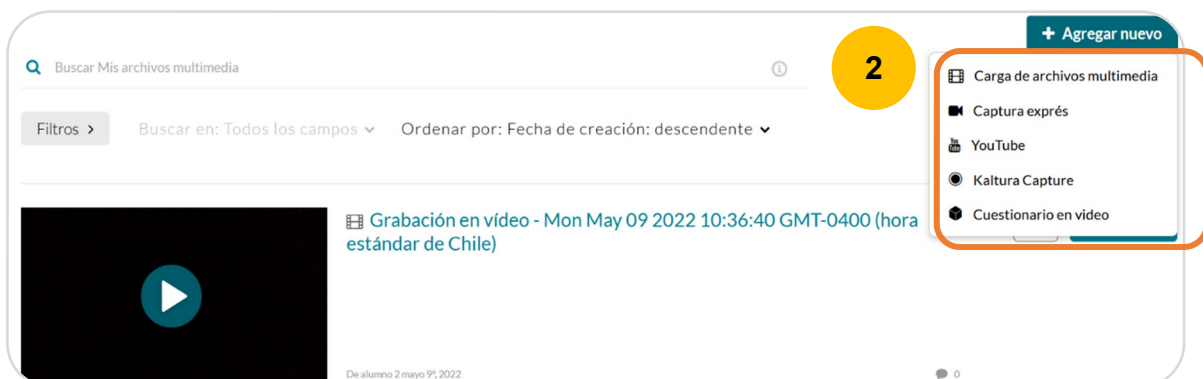 + Agregar nuevo
Buscar Mis archivos multimedia
2
Carga de archivos multimedia
Captura exprés
YouTube
Kaltura Capture
Cuestionario en video
Filtros >
Buscar en: Todos los campos
Ordenar por: Fecha de creación: descendente
Grabación en vídeo - Mon May 09 2022 10:36:40 GMT-0400 (hora
estándar de Chile)
De alumno 2 mayo 9º, 2022
0